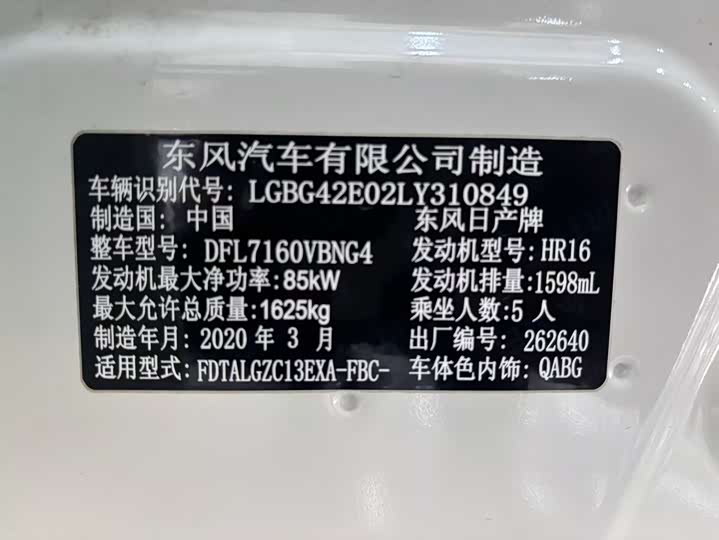 东风汽车有限公司制造
车辆识别代号: LGBG42E02LY310849
制造国: 中国 东风日产牌
整车型号: DFL7160VBNG4 发动机型号: HR16
发动机最大净功率: 85kW 发动机排量: 1598mL
最大允许总质量: 1625kg 乘坐人数: 5 人
制造年月: 2020 年 3 月 出厂编号: 262640
适用型式: FDTALGZC13EXA-FBC- 车体色内饰: QABG